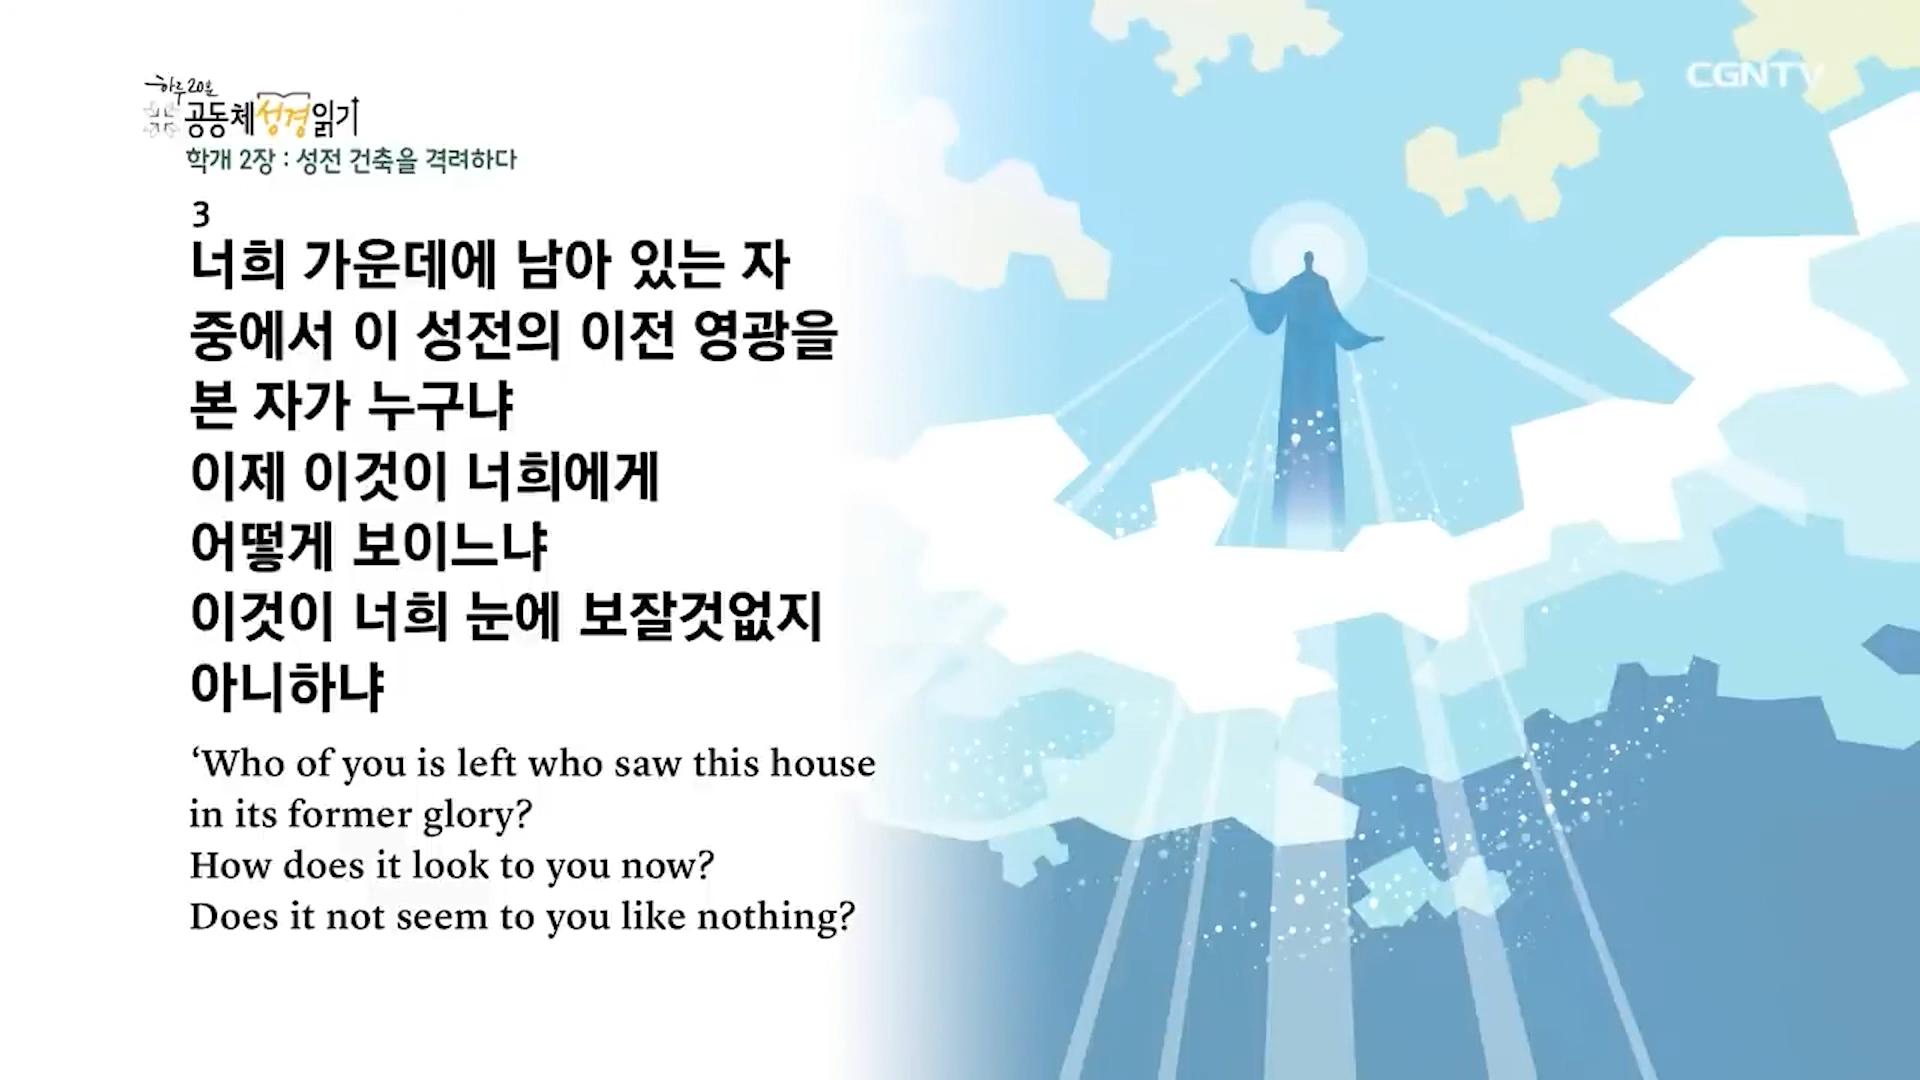 하루 20분
공동체성경읽기
CGNTV
학개 2장 : 성전 건축을 격려하다
3
너희 가운데에 남아 있는 자
중에서 이 성전의 이전 영광을
본 자가 누구냐
이제 이것이 너희에게
어떻게 보이느냐
이것이 너희 눈에 보잘것없지
아니하냐
‘Who of you is left who saw this house
in its former glory?
How does it look to you now?
Does it not seem to you like nothing?